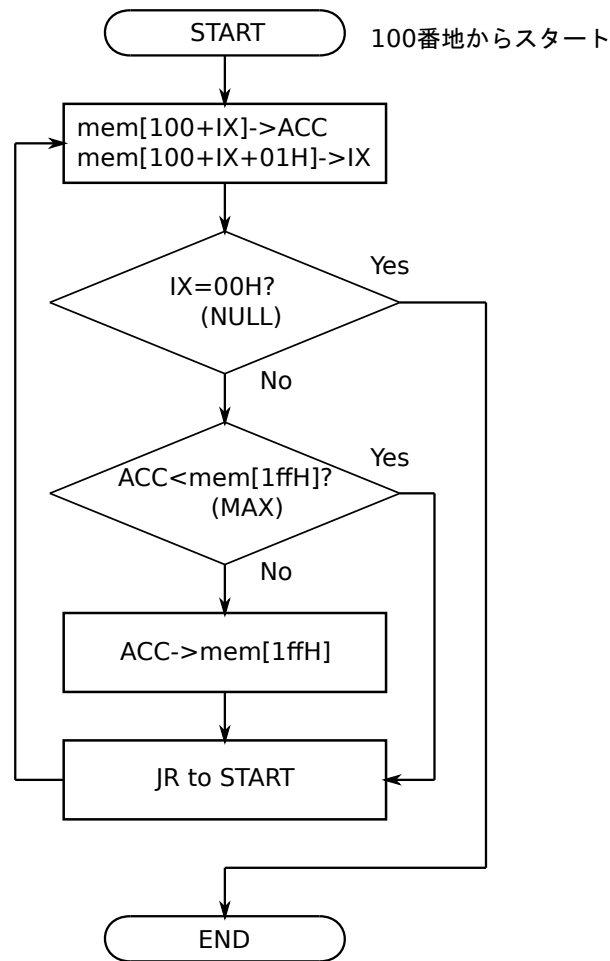 START
100番地からスタート
mem[100+IX]->ACC
mem[100+IX+01H]->IX
Yes
IX=00H?
(NULL)
No
Yes
ACC<mem[1ffH]?
(MAX)
No
ACC->mem[1ffH]
JR to START
END